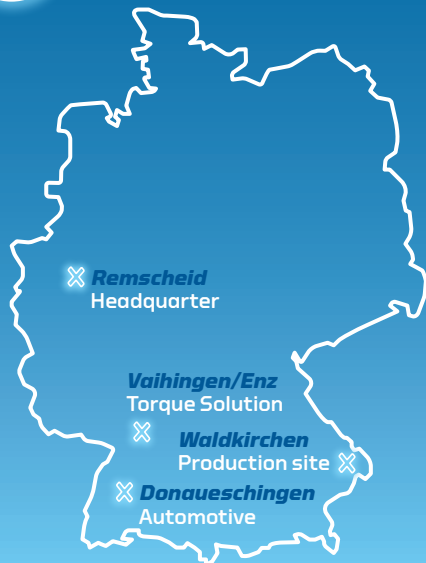 Remscheid
Headquarter
Vaihingen/Enz
Torque Solution
Waldkirchen
Production site
Donaueschingen
Automotive